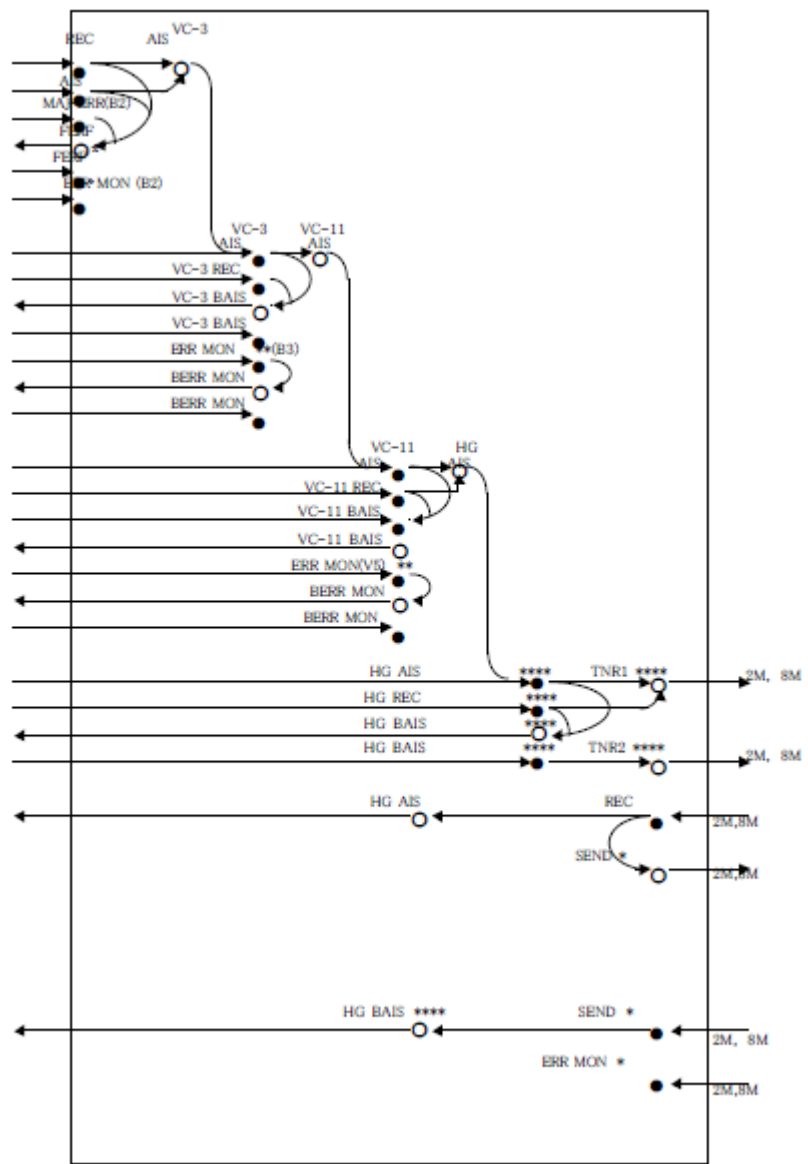 VC-3
REC AIS
AIS
MAJ ERR(B2)
FERF *
FERF
ERR MON (B2)
VC-3 VC-11
AIS AIS
VC-3 REC
VC-3 BAIS
VC-3 BAIS
ERR MON **(B3)
BERR MON
BERR MON
VC-11 HG
AIS AIS
VC-11 REC
VC-11 BAIS
VC-11 BAIS
ERR MON(V5) **
BERR MON
BERR MON
HG AIS **** TNR1 **** 2M, 8M
HG REC ****
HG BAIS ****
HG BAIS **** TNR2 **** 2M, 8M
HG AIS REC 2M,8M
SEND * 2M,8M
HG BAIS **** SEND * 2M, 8M
ERR MON * 2M,8M